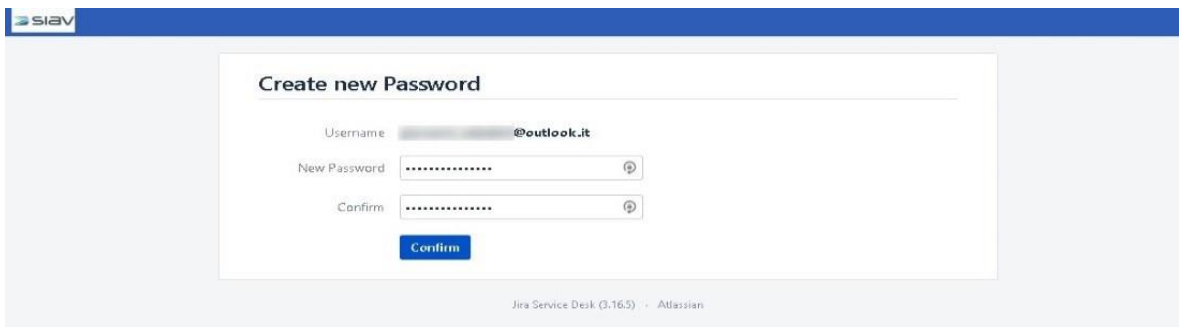 SIAV
Create new Password
Username @outlook.it
New Password ...............
Confirm ...............
Confirm
Jira Service Desk (3.16.5) · Atlassian